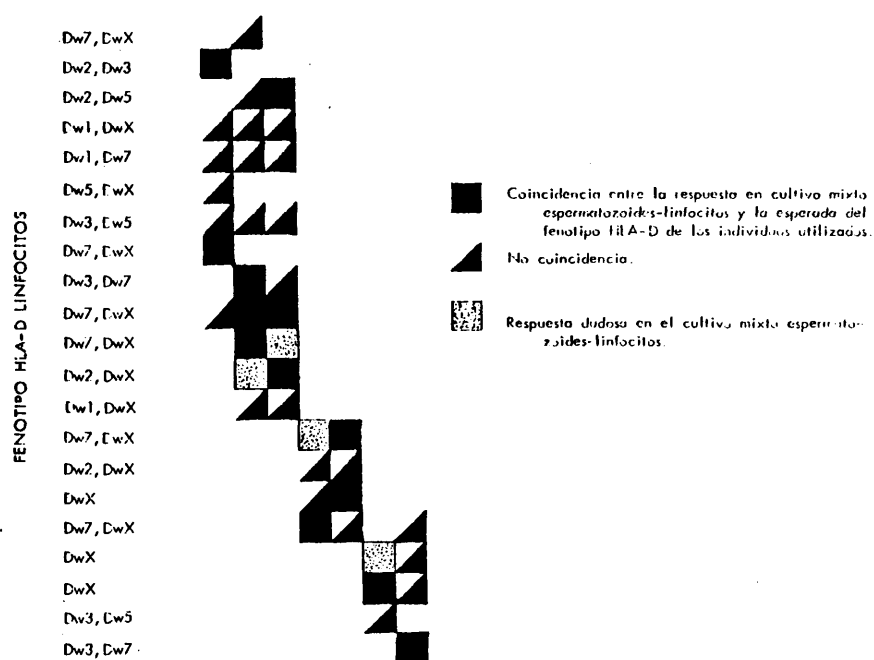 FENOTIPO HLA-D LINFOCITOS
Dw7, DwX
Dw2, Dw3
Dw2, Dw5
Dw1, DwX
Dw1, Dw7
Dw5, DwX
Dw3, Dw5
Dw7, DwX
Dw3, Dw7
Dw7, DwX
Dw7, DwX
Dw2, DwX
Dw1, DwX
Dw7, DwX
Dw2, DwX
DwX
Dw7, DwX
DwX
DwX
Dw3, Dw5
Dw3, Dw7
Coincidencia entre la respuesta en cultivo mixto
espermatozoides-linfocitos y la esperada del
fenotipo HLA-D de los individuos utilizados.
No coincidencia.
Respuesta dudosa en el cultivo mixto espermato-
zoides-linfocitos.